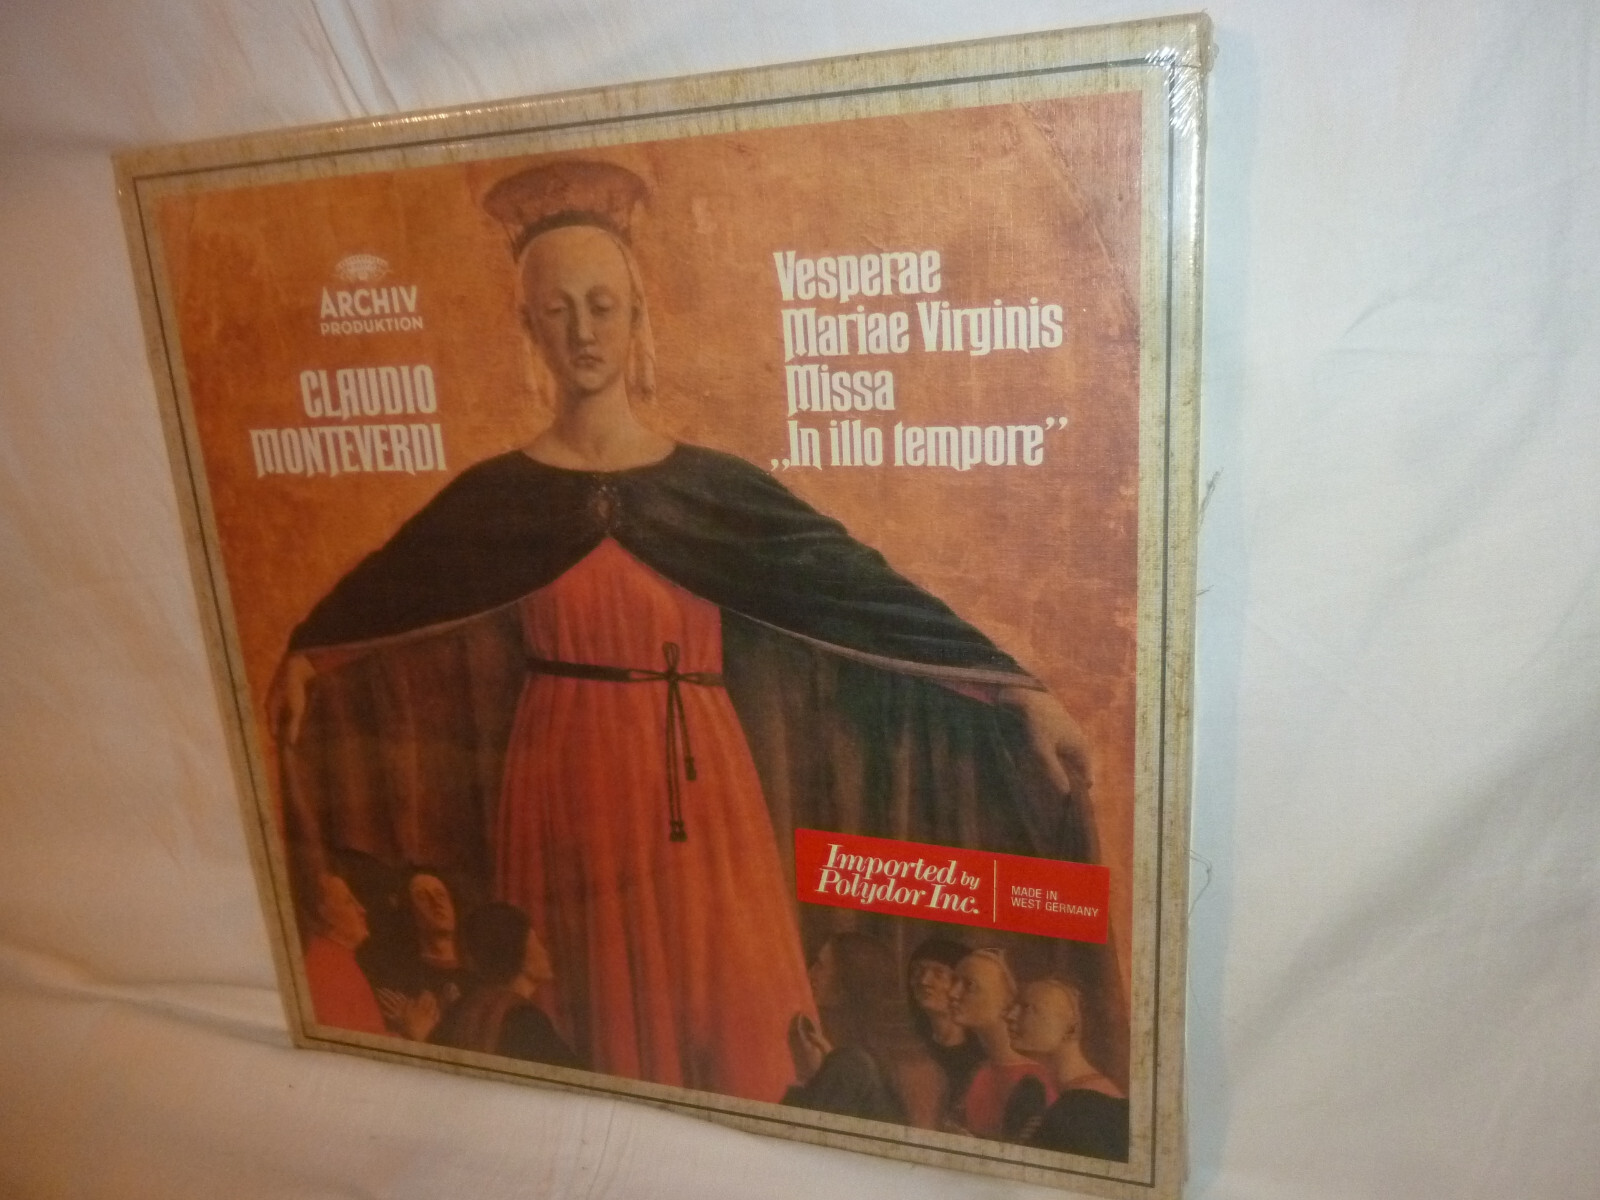 ARCHIV
PRODUKTION
CLAUDIO
MONTEVERDI
Vesperae
Mariae Virginis
Missa
„In illo tempore”
Imported by
Polydor Inc.
MADE IN
WEST GERMANY